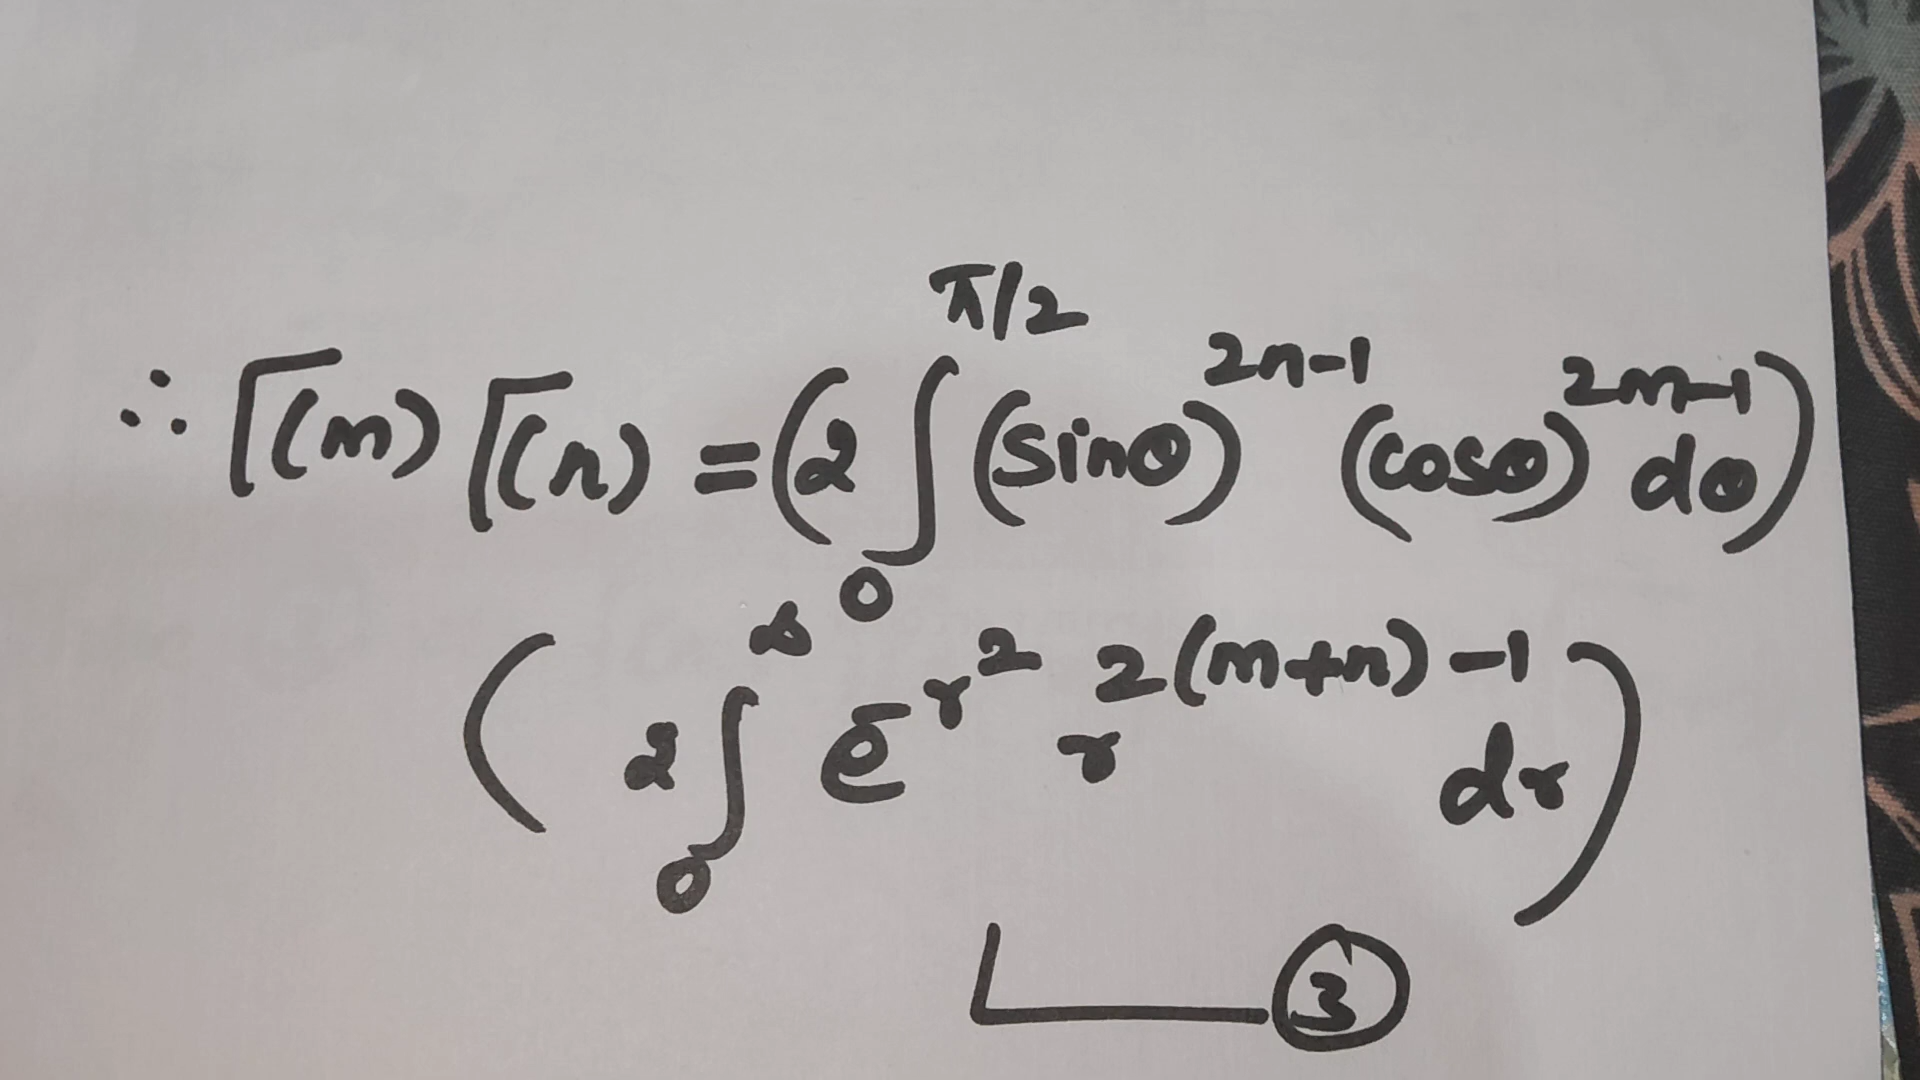 ∴ Γ(m) Γ(n) = (2 ∫₀^{π/2} (sinθ)^{2n-1} (cosθ)^{2m-1} dθ)
(2 ∫₀^∞ e^{-r²} r^{2(m+n)-1} dr)
③